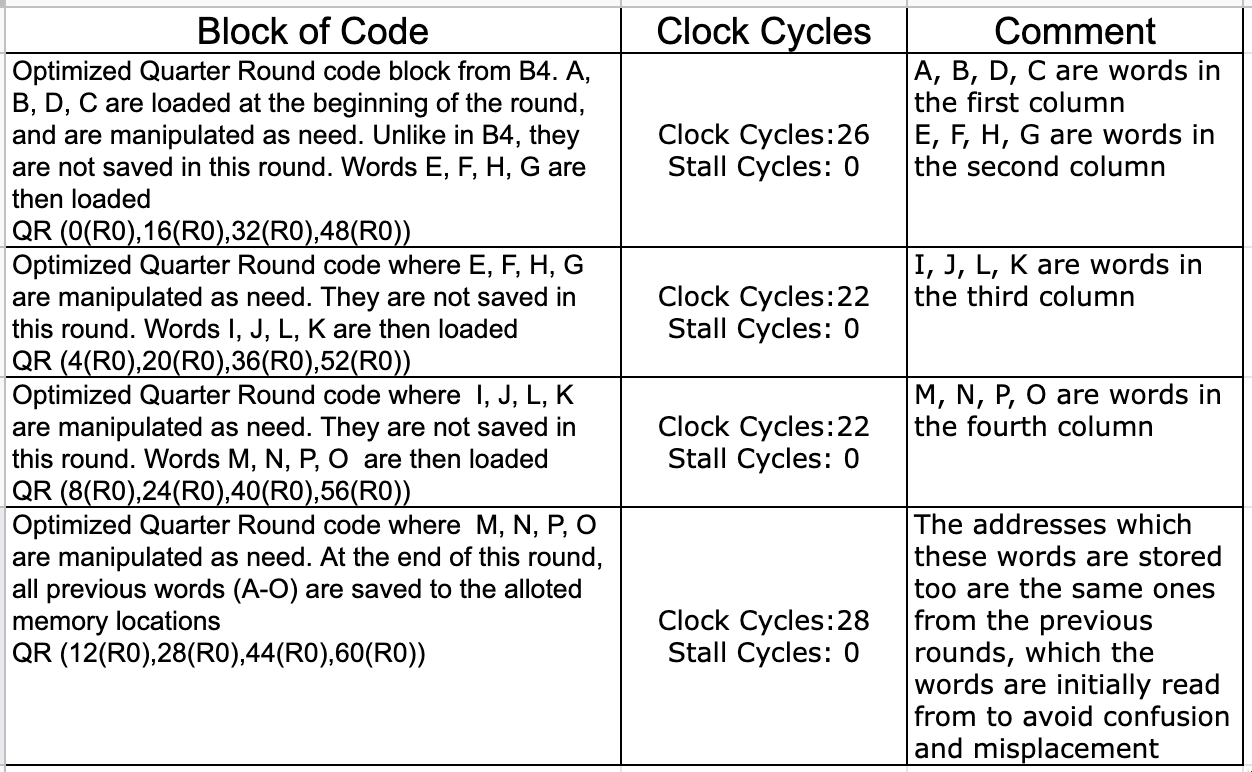 Block of Code
Clock Cycles
Comment
Optimized Quarter Round code block from B4. A,
B, D, C are loaded at the beginning of the round,
and are manipulated as need. Unlike in B4, they
are not saved in this round. Words E, F, H, G are
then loaded
QR (0(R0),16(R0),32(R0),48(R0))
Clock Cycles:26
Stall Cycles: 0
A, B, D, C are words in
the first column
E, F, H, G are words in
the second column
Optimized Quarter Round code where E, F, H, G
are manipulated as need. They are not saved in
this round. Words I, J, L, K are then loaded
QR (4(R0),20(R0),36(R0),52(R0))
Clock Cycles:22
Stall Cycles: 0
I, J, L, K are words in
the third column
Optimized Quarter Round code where  I, J, L, K
are manipulated as need. They are not saved in
this round. Words M, N, P, O  are then loaded
QR (8(R0),24(R0),40(R0),56(R0))
Clock Cycles:22
Stall Cycles: 0
M, N, P, O are words in
the fourth column
Optimized Quarter Round code where  M, N, P, O
are manipulated as need. At the end of this round,
all previous words (A-O) are saved to the alloted
memory locations
QR (12(R0),28(R0),44(R0),60(R0))
Clock Cycles:28
Stall Cycles: 0
The addresses which
these words are stored
too are the same ones
from the previous
rounds, which the
words are initially read
from to avoid confusion
and misplacement